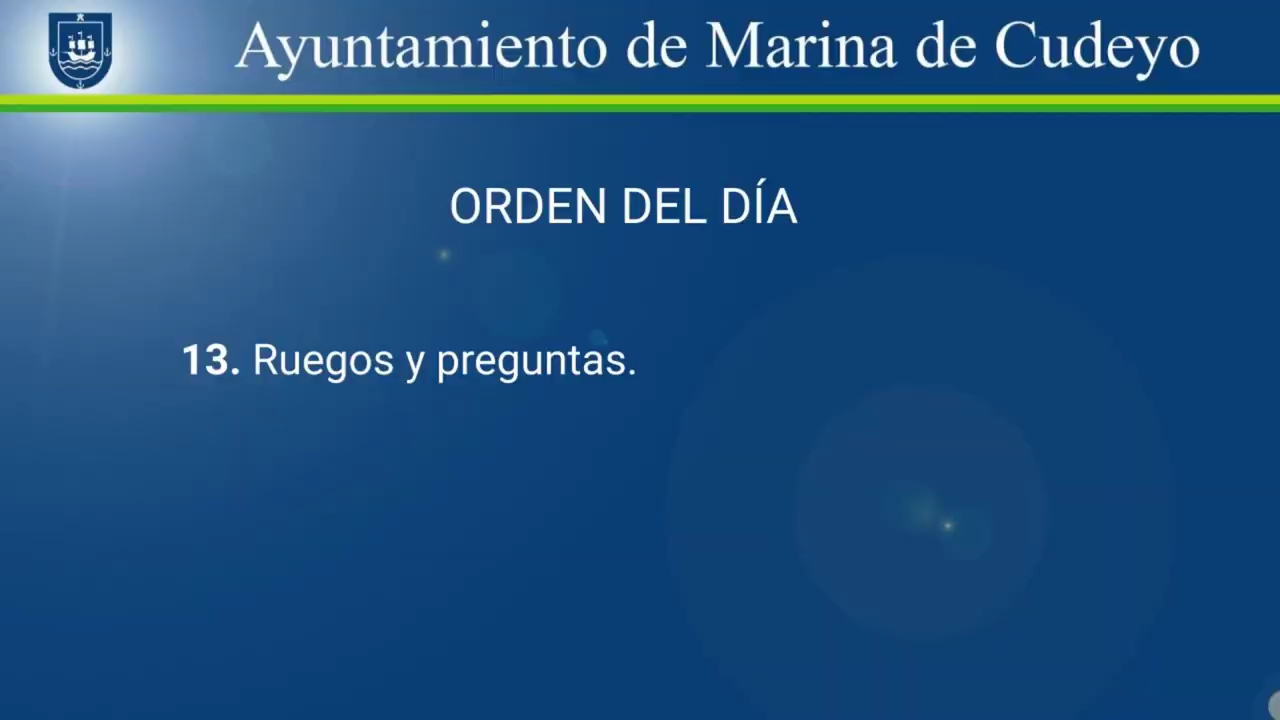 Ayuntamiento de Marina de Cudeyo
ORDEN DEL DÍA
13. Ruegos y preguntas.